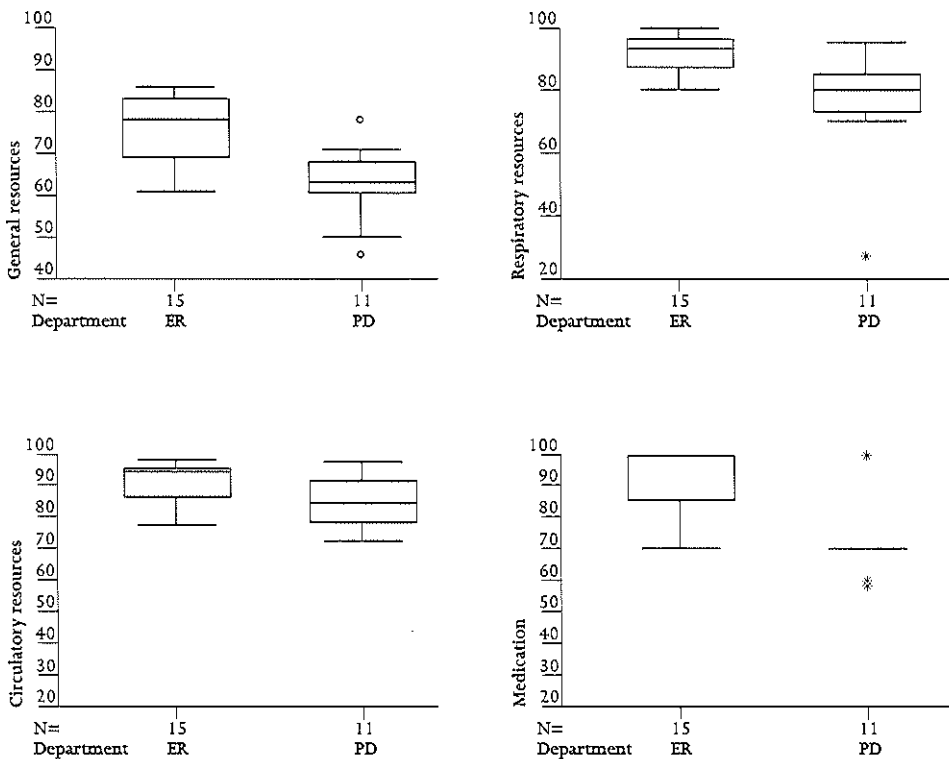 General resources
100
90
80
70
60
50
40
N= 15 11
Department ER PD
Respiratory resources
100
80
60
40
20
N= 15 11
Department ER PD
Circulatory resources
100
90
80
70
60
50
40
30
20
N= 15 11
Department ER PD
Medication
100
90
80
70
60
50
40
30
20
N= 15 11
Department ER PD